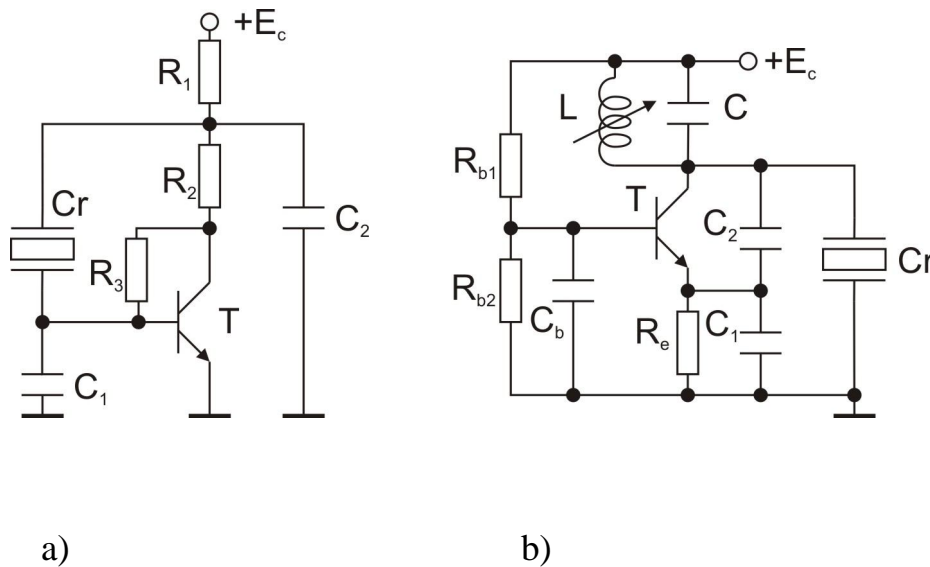 +E_c
R_1
R_2
Cr
C_2
R_3
T
C_1
+E_c
L
C
R_b1
T
C_2
Cr
R_b2
C_b
R_e
C_1
a)
b)